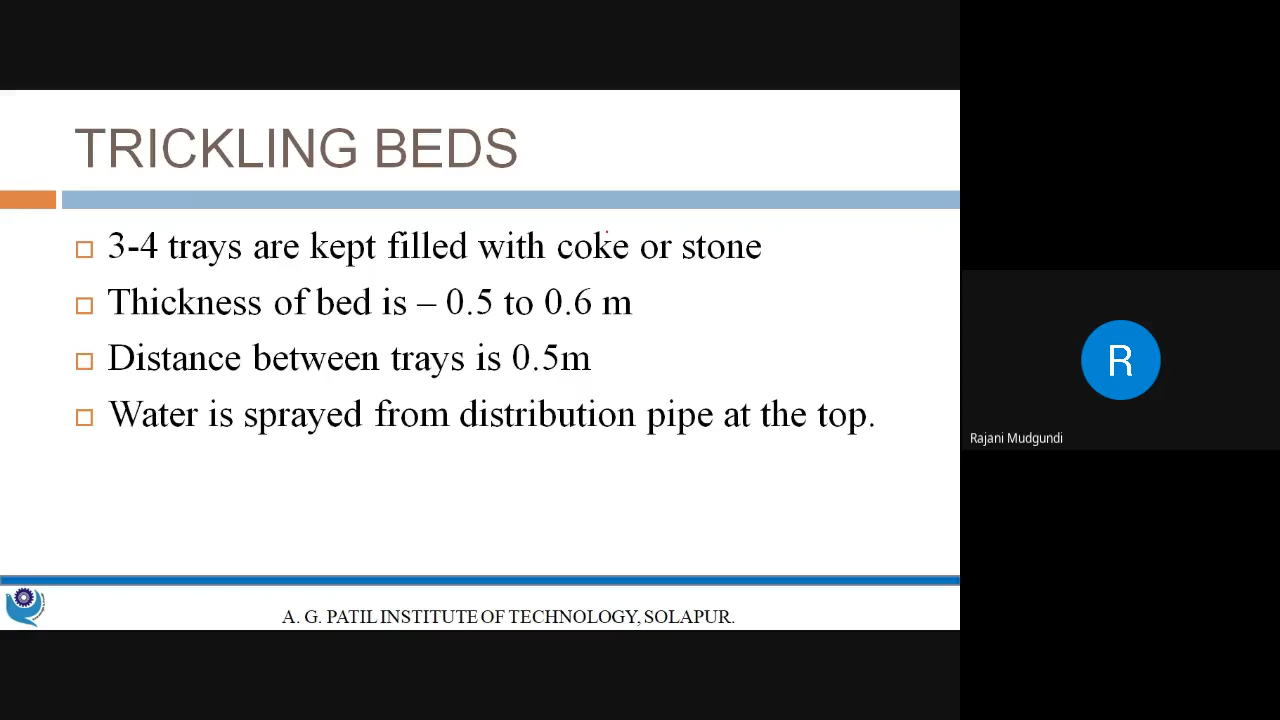 TRICKLING BEDS
3-4 trays are kept filled with coke or stone
Thickness of bed is – 0.5 to 0.6 m
Distance between trays is 0.5m
Water is sprayed from distribution pipe at the top.
A. G. PATIL INSTITUTE OF TECHNOLOGY, SOLAPUR.
R
Rajani Mudgundi